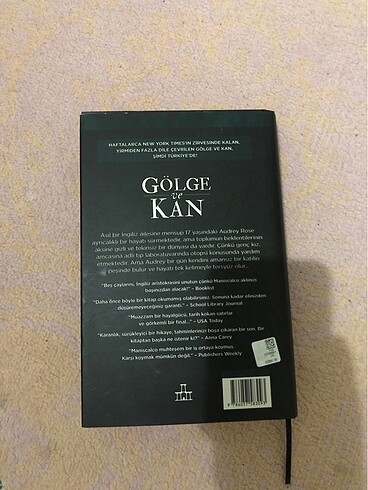 HAFTALARCA NEW YORK TIMES'IN ZİRVESİNDE KALAN,
YİRMİDEN FAZLA DİLE ÇEVRİLEN GÖLGE VE KAN,
ŞİMDİ TÜRKİYE'DE!
GÖLGE
ve
KAN
Asil bir İngiliz ailesine mensup 17 yaşındaki Audrey Rose
ayrıcalıklı bir hayatı sürmektedir, ama toplumun beklentilerinin
aksine gizli ve tekinsiz bir dünyası da vardır. Çünkü genç kız,
amcasına adli tıp laboratuvarında otopsi konusunda yardım
etmektedir. Ama Audrey bir gün kendini amansız bir katilin
peşinde bulur ve hayatı tek kelimeyle tersyüz olur...
"Beş çaylarını, İngiliz aristokrasini unutun çünkü Maniscalco aklınızı
başınızdan alacak!" – Booklist
"Daha önce böyle bir kitap okumamış olabilirsiniz. Sonuna kadar elinizden
düşüremeyeceğiniz garanti." – School Library Journal
"Muazzam bir hayalgücü, tarih kokan satırlar
ve görkemli bir final..." – USA Today
"Karanlık, sürükleyici bir hikâye, tahminlerinizi boşa çıkaran bir son. Bir
kitaptan başka ne istenir ki?" – Anna Carey
"Maniscalco muhteşem bir iş ortaya koymuş.
Karşı koymak mümkün değil." – Publishers Weekly